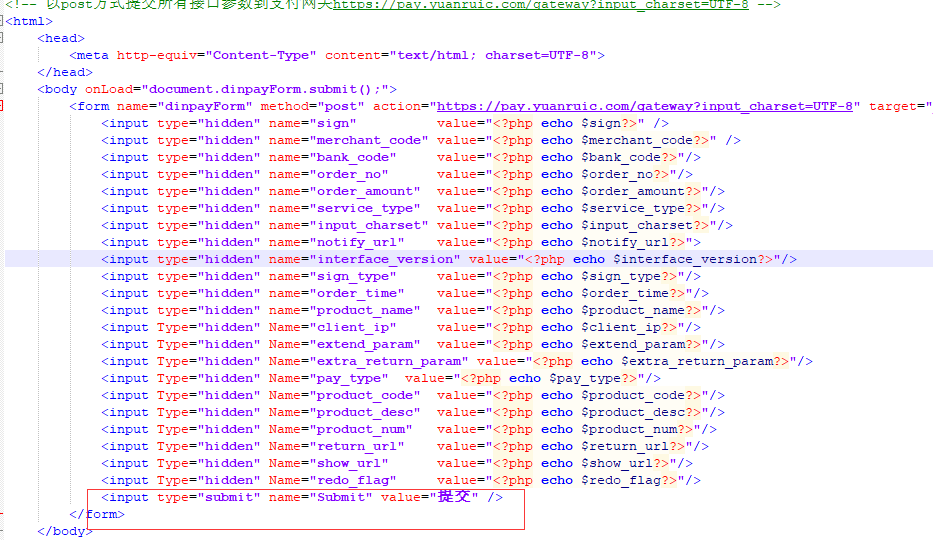 <!-- 以post方式提交所有接口参数到支付网关https://pay.yuanruic.com/gateway?input_charset=UTF-8 -->
<html>
<head>
<meta http-equiv="Content-Type" content="text/html; charset=UTF-8">
</head>
<body onLoad="document.dinpayForm.submit();">
<form name="dinpayForm" method="post" action="https://pay.yuanruic.com/gateway?input_charset=UTF-8" target="
<input type="hidden" name="sign" value="<?php echo $sign?>" />
<input type="hidden" name="merchant_code" value="<?php echo $merchant_code?>" />
<input type="hidden" name="bank_code" value="<?php echo $bank_code?>"/>
<input type="hidden" name="order_no" value="<?php echo $order_no?>"/>
<input type="hidden" name="order_amount" value="<?php echo $order_amount?>"/>
<input type="hidden" name="service_type" value="<?php echo $service_type?>"/>
<input type="hidden" name="input_charset" value="<?php echo $input_charset?>"/>
<input type="hidden" name="notify_url" value="<?php echo $notify_url?>">
<input type="hidden" name="interface_version" value="<?php echo $interface_version?>"/>
<input type="hidden" name="sign_type" value="<?php echo $sign_type?>"/>
<input type="hidden" name="order_time" value="<?php echo $order_time?>"/>
<input type="hidden" name="product_name" value="<?php echo $product_name?>"/>
<input Type="hidden" Name="client_ip" value="<?php echo $client_ip?>"/>
<input Type="hidden" Name="extend_param" value="<?php echo $extend_param?>"/>
<input Type="hidden" Name="extra_return_param" value="<?php echo $extra_return_param?>"/>
<input Type="hidden" Name="pay_type" value="<?php echo $pay_type?>"/>
<input Type="hidden" Name="product_code" value="<?php echo $product_code?>"/>
<input Type="hidden" Name="product_desc" value="<?php echo $product_desc?>"/>
<input Type="hidden" Name="product_num" value="<?php echo $product_num?>"/>
<input Type="hidden" Name="return_url" value="<?php echo $return_url?>"/>
<input Type="hidden" Name="show_url" value="<?php echo $show_url?>"/>
<input Type="hidden" Name="redo_flag" value="<?php echo $redo_flag?>"/>
<input type="submit" name="Submit" value="提交" />
</form>
</body>